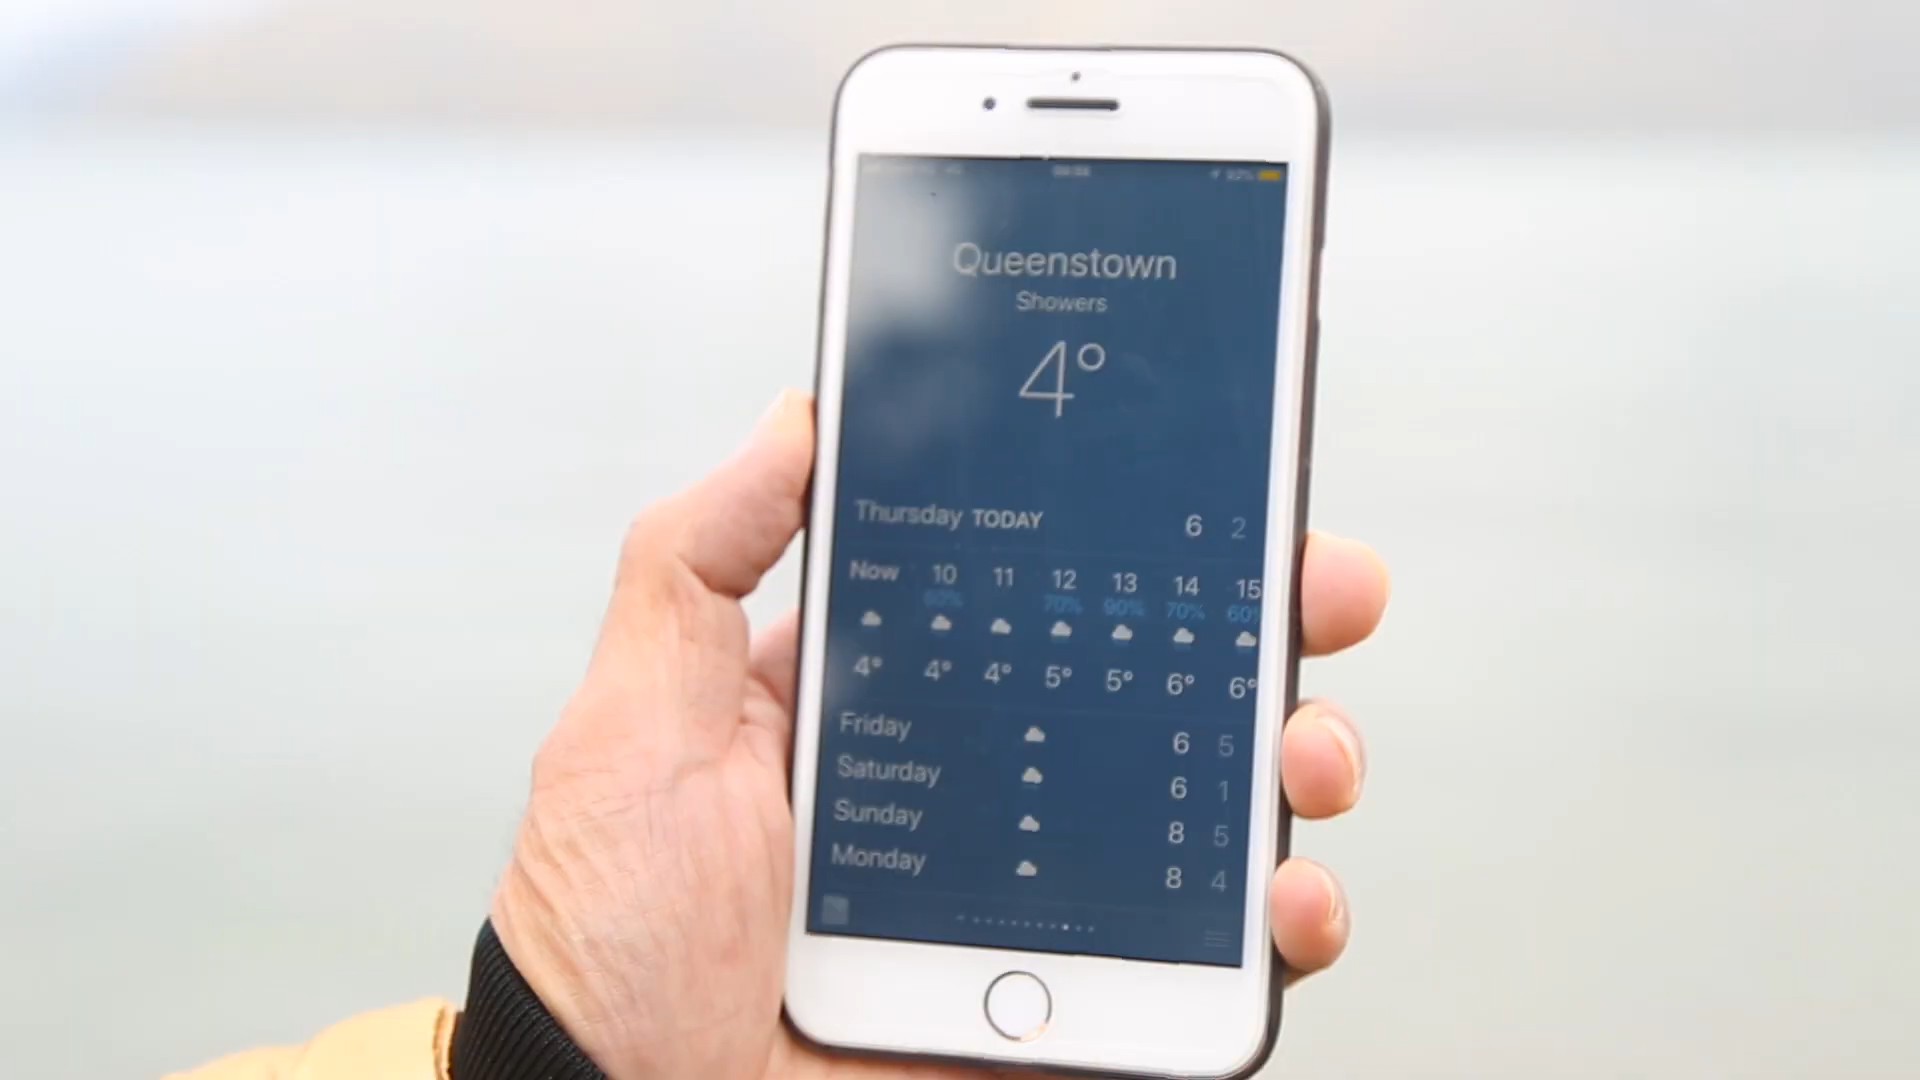 Queenstown
Showers
4°
Thursday TODAY 6 2
Now 10 11 12 13 14 15
60% 70% 90% 70% 60%
4° 4° 4° 5° 5° 6° 6°
Friday 6 5
Saturday 6 1
Sunday 8 5
Monday 8 4